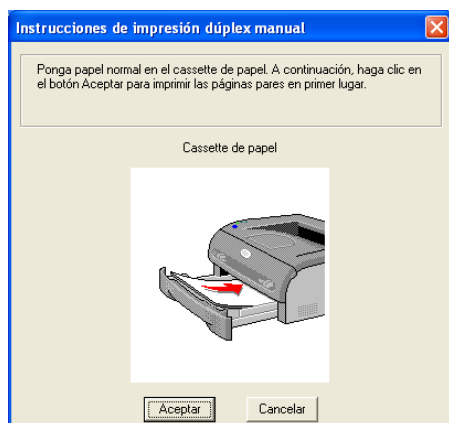 Instrucciones de impresión dúplex manual
Ponga papel normal en el cassette de papel. A continuación, haga clic en
el botón Aceptar para imprimir las páginas pares en primer lugar.
Cassette de papel
Aceptar
Cancelar